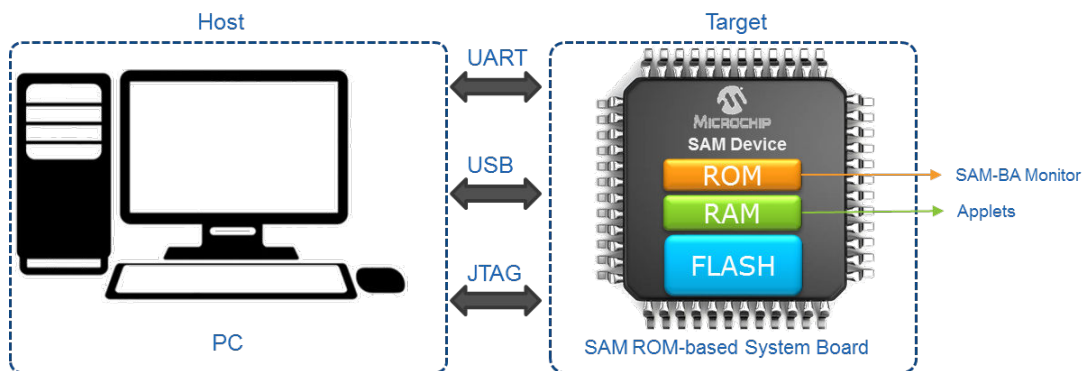 Host
Target
UART
USB
JTAG
MICROCHIP
SAM Device
ROM
RAM
FLASH
SAM-BA Monitor
Applets
PC
SAM ROM-based System Board